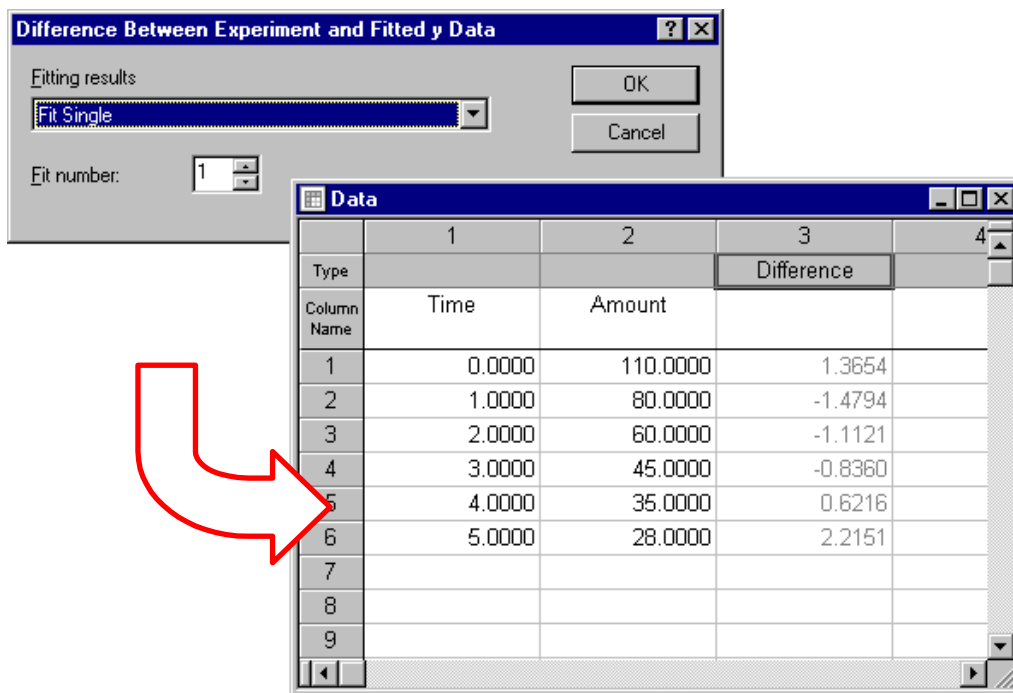 Difference Between Experiment and Fitted y Data
Fitting results
OK
Fit Single
Cancel
Fit number:
1
Data
1 2 3 4
Type Difference
Column Name Time Amount
1 0.0000 110.0000 1.3654
2 1.0000 80.0000 -1.4794
3 2.0000 60.0000 -1.1121
4 3.0000 45.0000 -0.8360
5 4.0000 35.0000 0.6216
6 5.0000 28.0000 2.2151
7
8
9